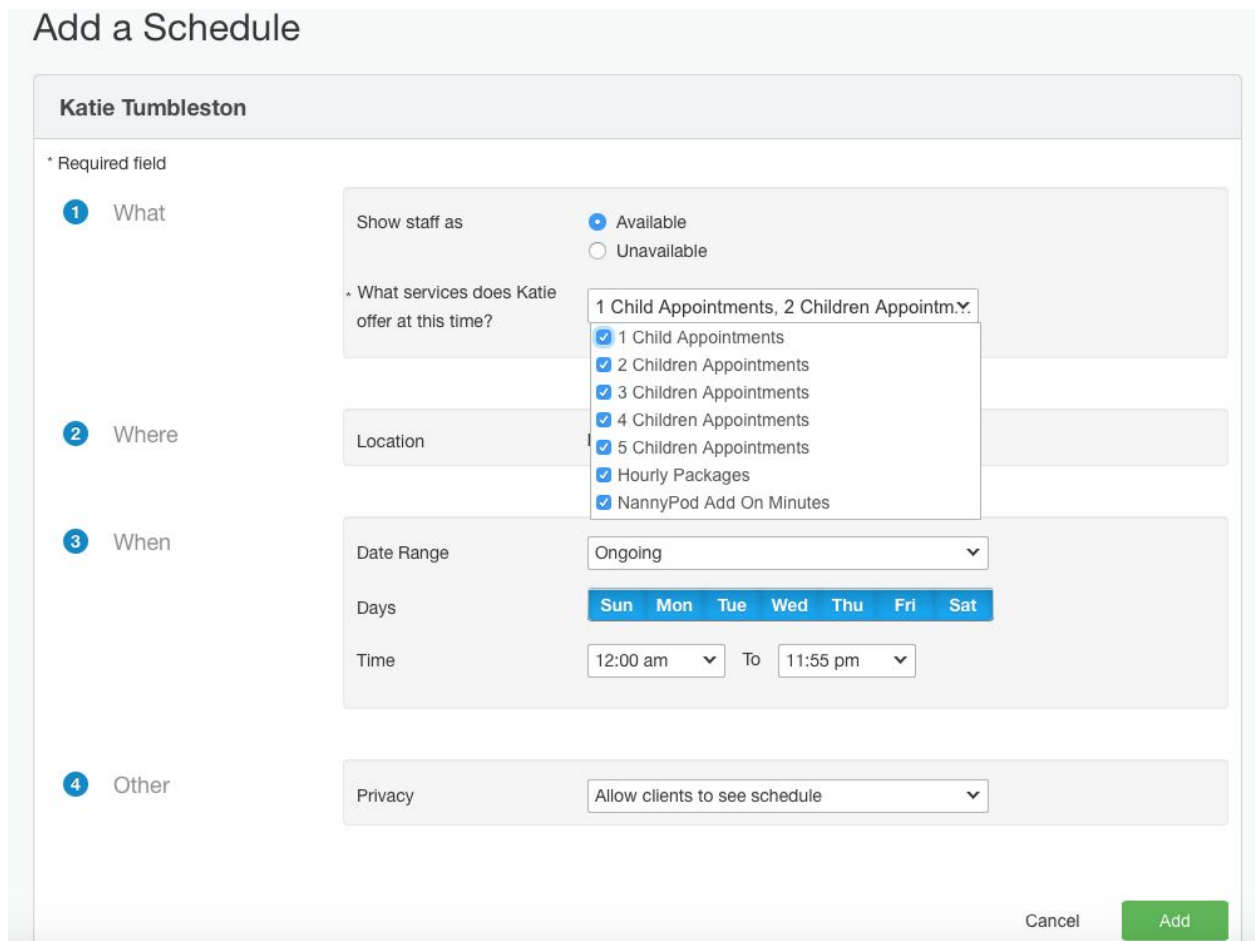 Add a Schedule
Katie Tumbleston
* Required field
1 What
Show staff as
Available
Unavailable
* What services does Katie
offer at this time?
1 Child Appointments, 2 Children Appointm...
1 Child Appointments
2 Children Appointments
3 Children Appointments
4 Children Appointments
5 Children Appointments
Hourly Packages
NannyPod Add On Minutes
2 Where
Location
3 When
Date Range
Ongoing
Days
Sun Mon Tue Wed Thu Fri Sat
Time
12:00 am To 11:55 pm
4 Other
Privacy
Allow clients to see schedule
Cancel Add